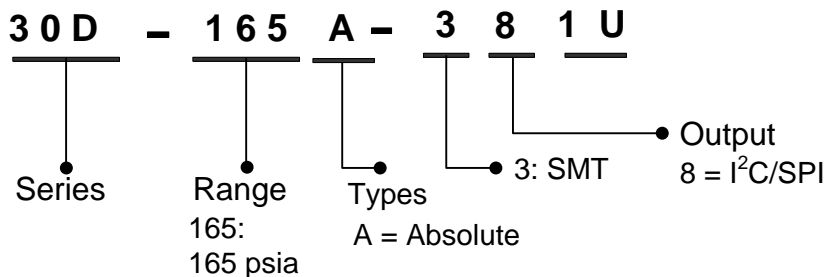 30D - 165 A - 3 8 1 U
Series
Range
165:
165 psia
Types
A = Absolute
3: SMT
Output
8 = I²C/SPI